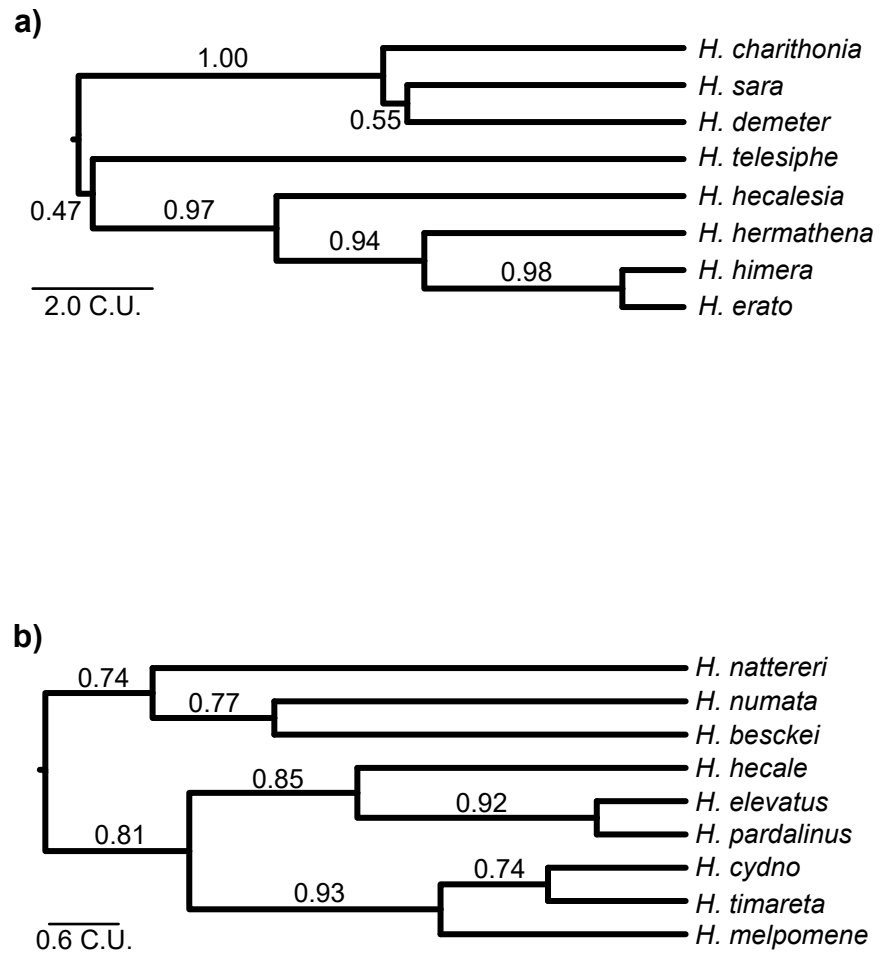 a)
1.00
H. charithonia
H. sara
0.55
H. demeter
H. telesiphe
0.47
0.97
H. hecalesia
0.94
H. hermathena
0.98
H. himera
2.0 C.U.
H. erato
b)
0.74
H. nattereri
0.77
H. numata
H. besckei
0.85
H. hecale
0.92
H. elevatus
0.81
H. pardalinus
0.74
H. cydno
0.93
H. timareta
0.6 C.U.
H. melpomene